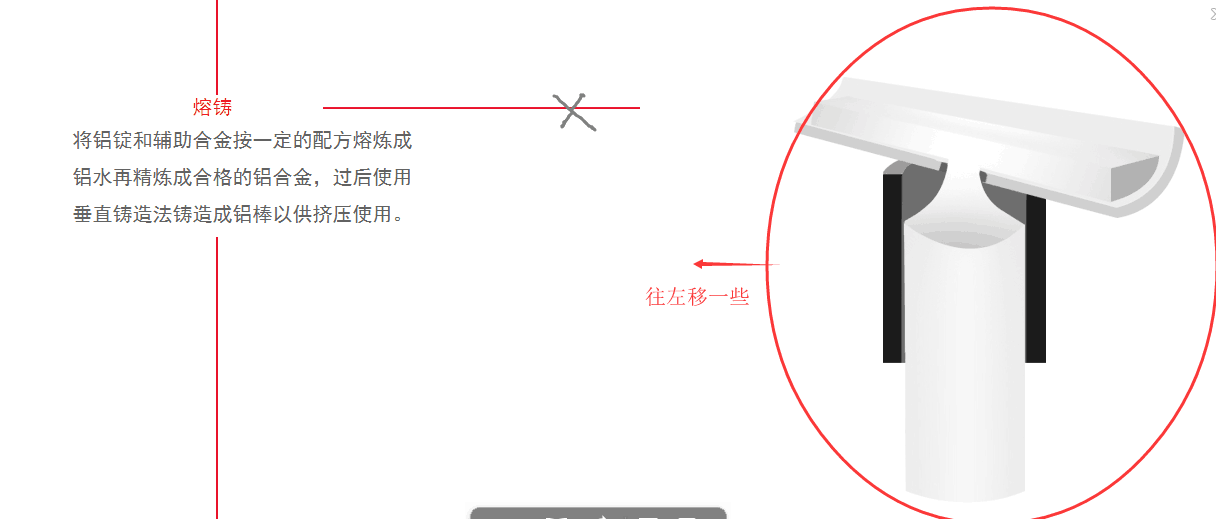 熔铸
将铝锭和辅助合金按一定的配方熔炼成
铝水再精炼成合格的铝合金，过后使用
垂直铸造法铸造成铝棒以供挤压使用。
往左移一些